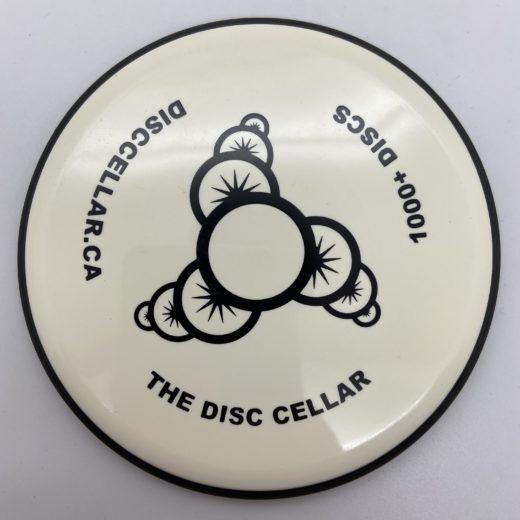 DISCCELLAR.CA
1000+ DISCS
THE DISC CELLAR